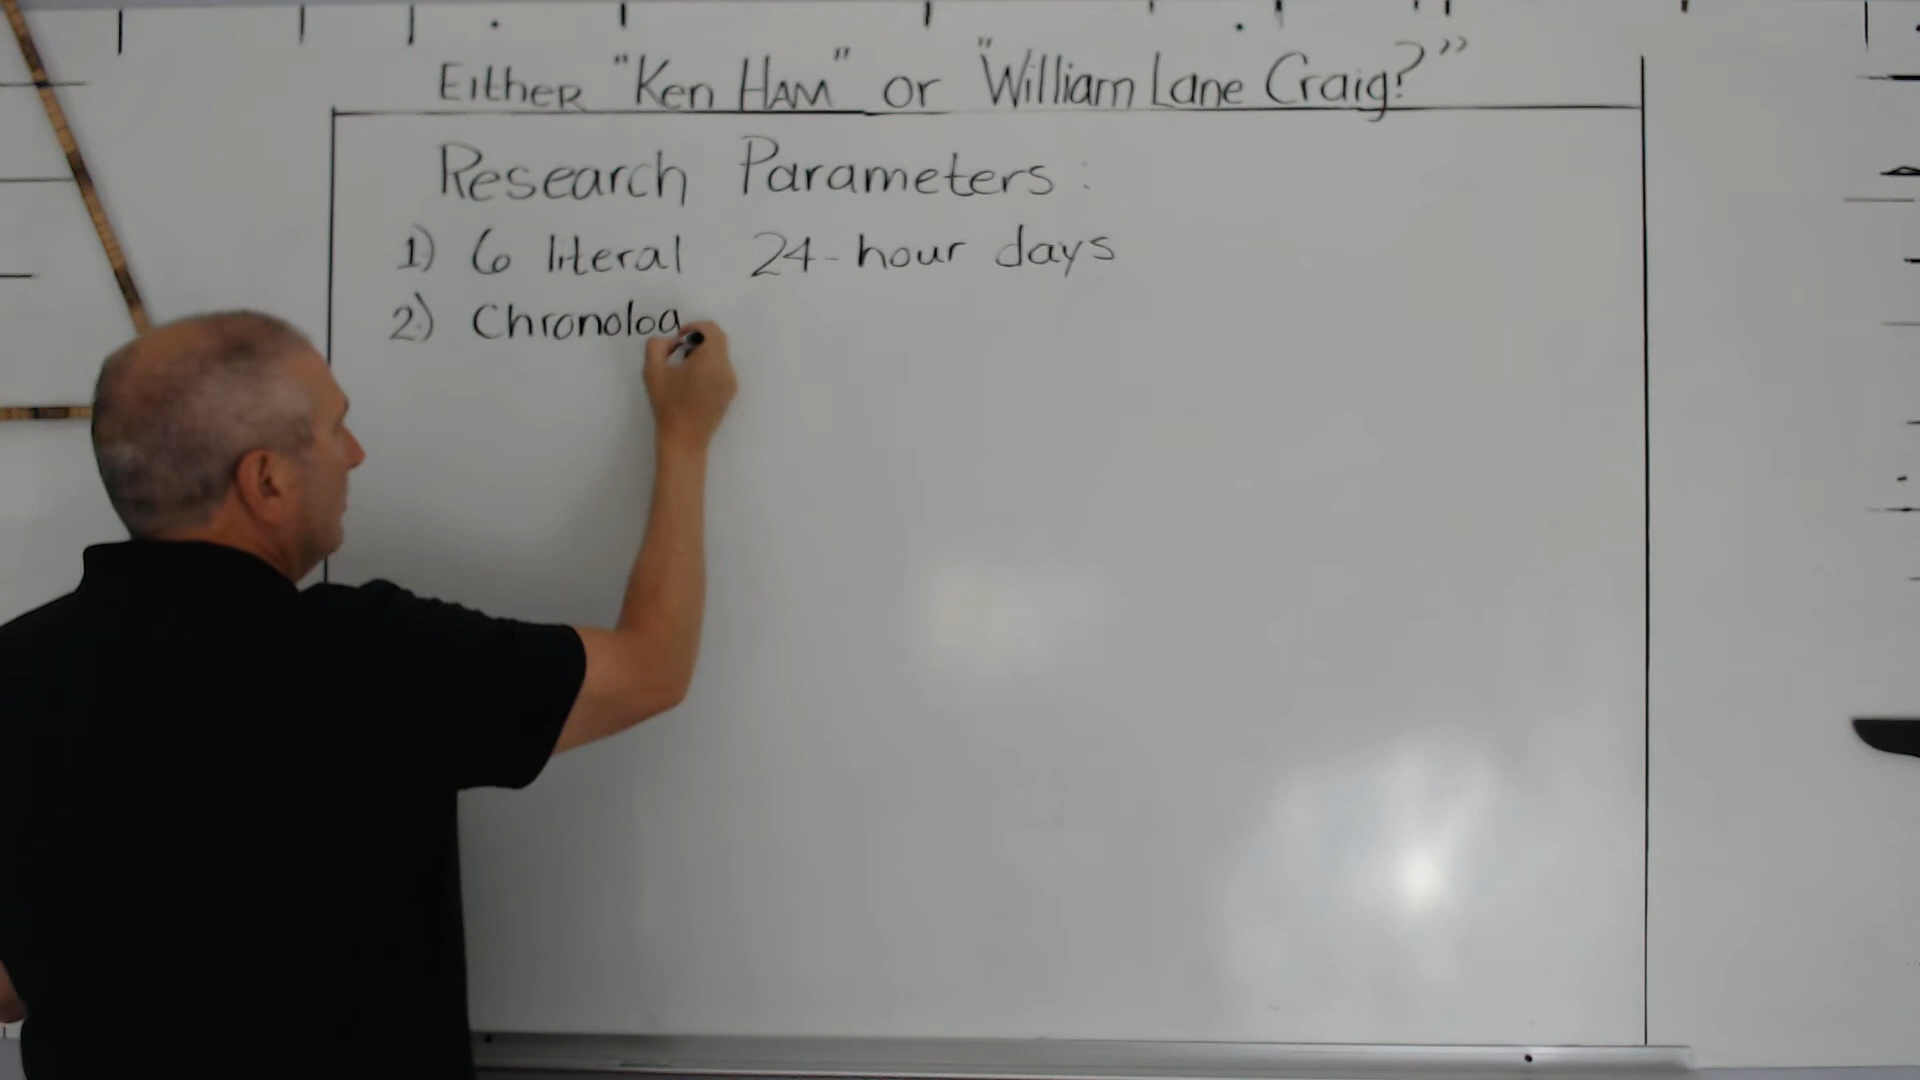 Either "Ken Ham" or "William Lane Craig?"
Research Parameters:
1) 6 literal 24-hour days
2) Chronolog